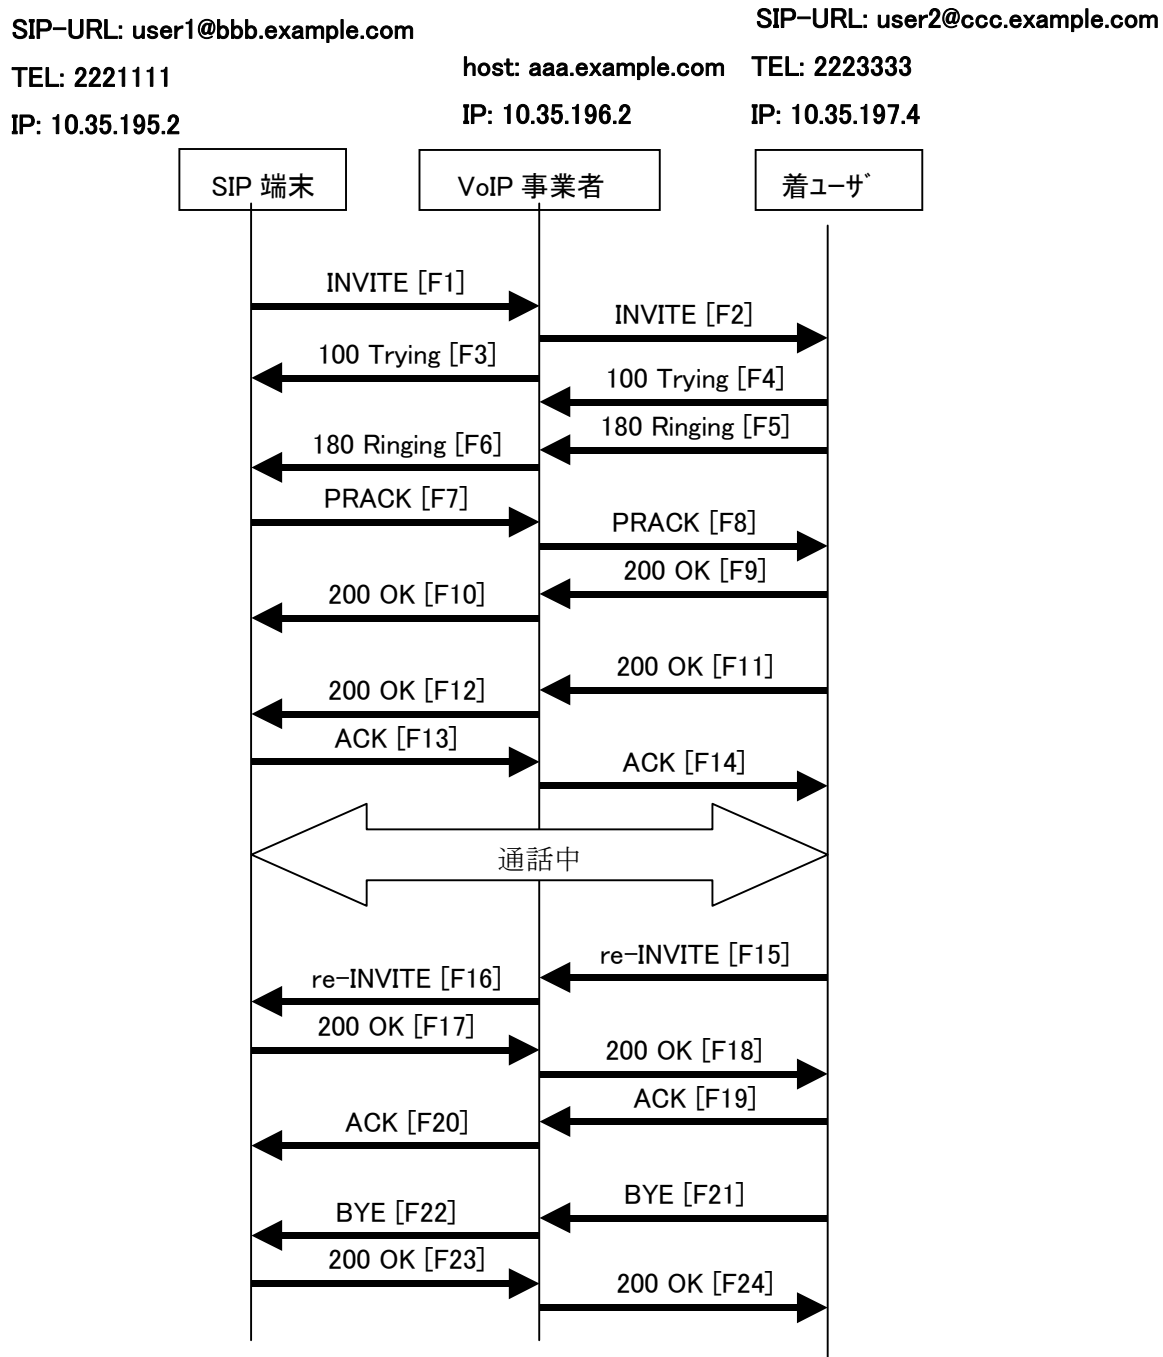 SIP-URL: user1@bbb.example.com
TEL: 2221111
IP: 10.35.195.2
host: aaa.example.com
IP: 10.35.196.2
SIP-URL: user2@ccc.example.com
TEL: 2223333
IP: 10.35.197.4
SIP 端末
VoIP 事業者
着ユーザ
INVITE [F1]
INVITE [F2]
100 Trying [F3]
100 Trying [F4]
180 Ringing [F5]
180 Ringing [F6]
PRACK [F7]
PRACK [F8]
200 OK [F9]
200 OK [F10]
200 OK [F11]
200 OK [F12]
ACK [F13]
ACK [F14]
通話中
re-INVITE [F15]
re-INVITE [F16]
200 OK [F17]
200 OK [F18]
ACK [F19]
ACK [F20]
BYE [F21]
BYE [F22]
200 OK [F23]
200 OK [F24]